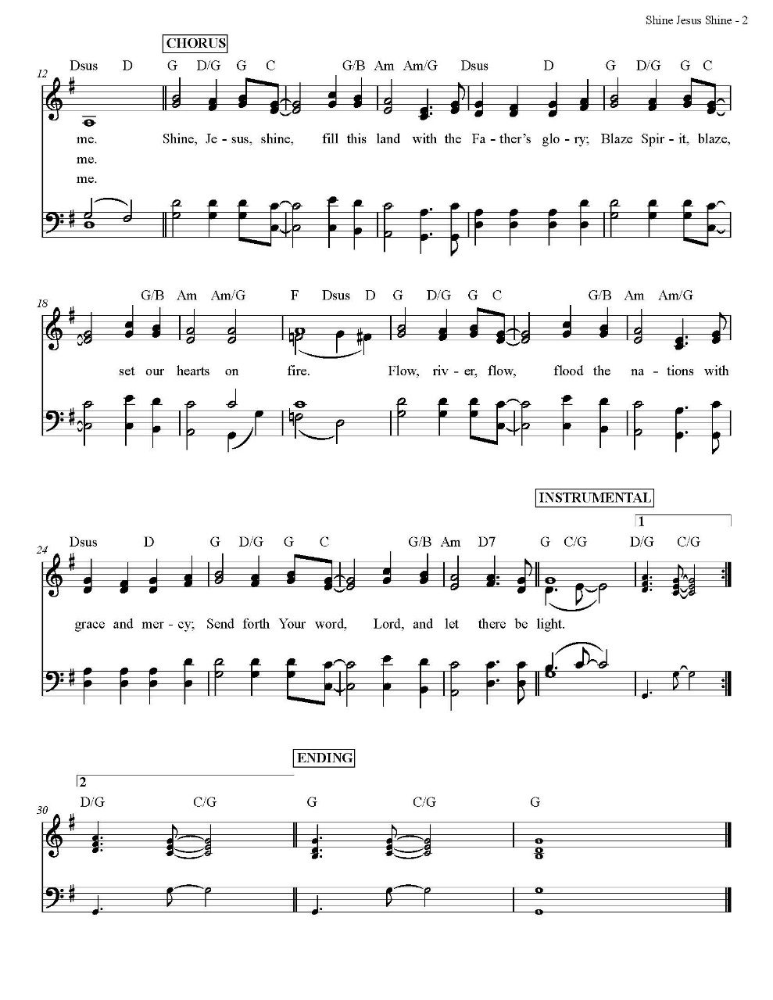 Shine Jesus Shine - 2
CHORUS
Dsus D G D/G G C G/B Am Am/G Dsus D G D/G G C
12
me. Shine, Je - sus, shine, fill this land with the Fa - ther's glo - ry; Blaze Spir - it, blaze,
me.
me.
G/B Am Am/G F Dsus D G D/G G C G/B Am Am/G
18
set our hearts on fire. Flow, riv - er, flow, flood the na - tions with
INSTRUMENTAL
1
Dsus D G D/G G C G/B Am D7 G C/G D/G C/G
24
grace and mer - cy; Send forth Your word, Lord, and let there be light.
ENDING
2
D/G C/G G C/G G
30